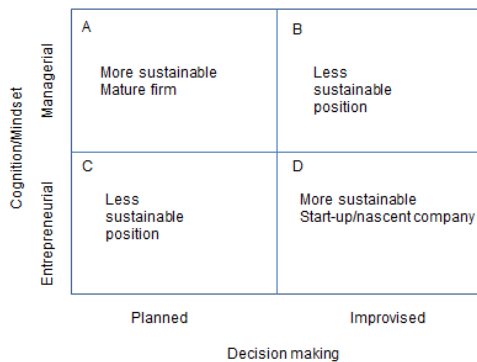 A
More sustainable
Mature firm
B
Less
sustainable
position
C
Less
sustainable
position
D
More sustainable
Start-up/nascent company
Cognition/Mindset
Managerial
Entrepreneurial
Planned
Improvised
Decision making